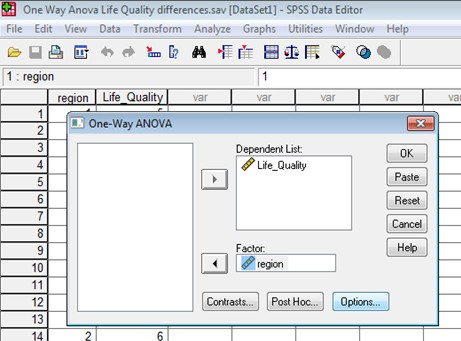 One Way Anova Life Quality differences.sav [DataSet1] - SPSS Data Editor
File Edit View Data Transform Analyze Graphs Utilities Window Help
1 : region 1
region Life_Quality var var var var
1
2
3
4
5
6
7
8
9
10
11
12
13
14 2 6
One-Way ANOVA
Dependent List:
Life_Quality
OK
Paste
Reset
Cancel
Help
Factor:
region
Contrasts... Post Hoc... Options...